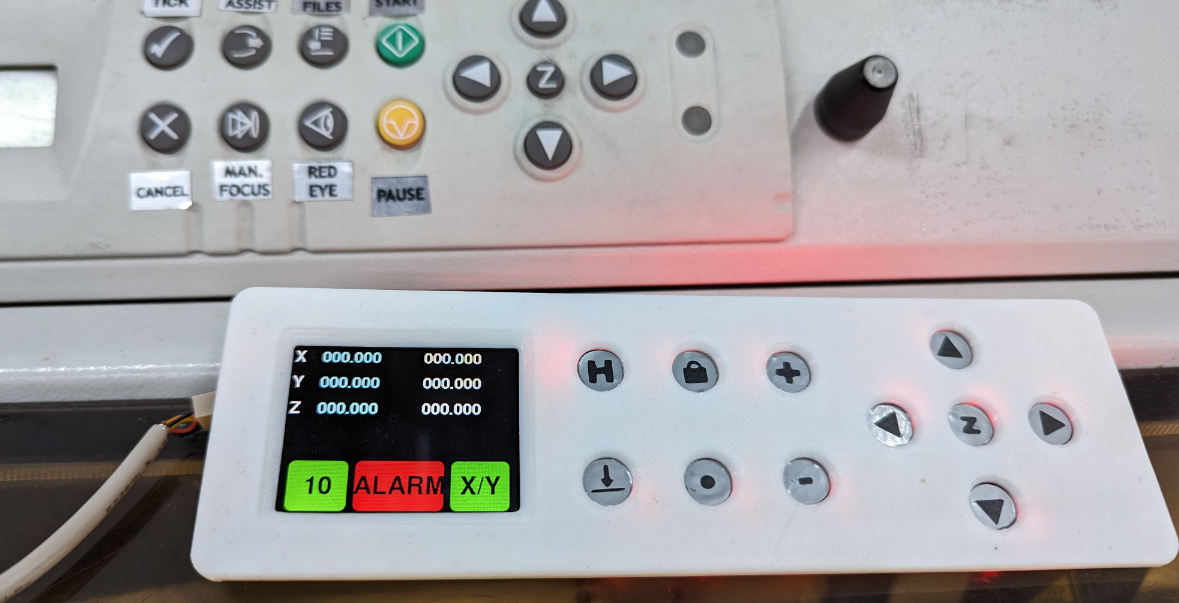 TICK ASSIST FILES START
Z
CANCEL MAN. FOCUS RED EYE PAUSE
X 000.000 000.000
Y 000.000 000.000
Z 000.000 000.000
10 ALARM X/Y
H + Z
-